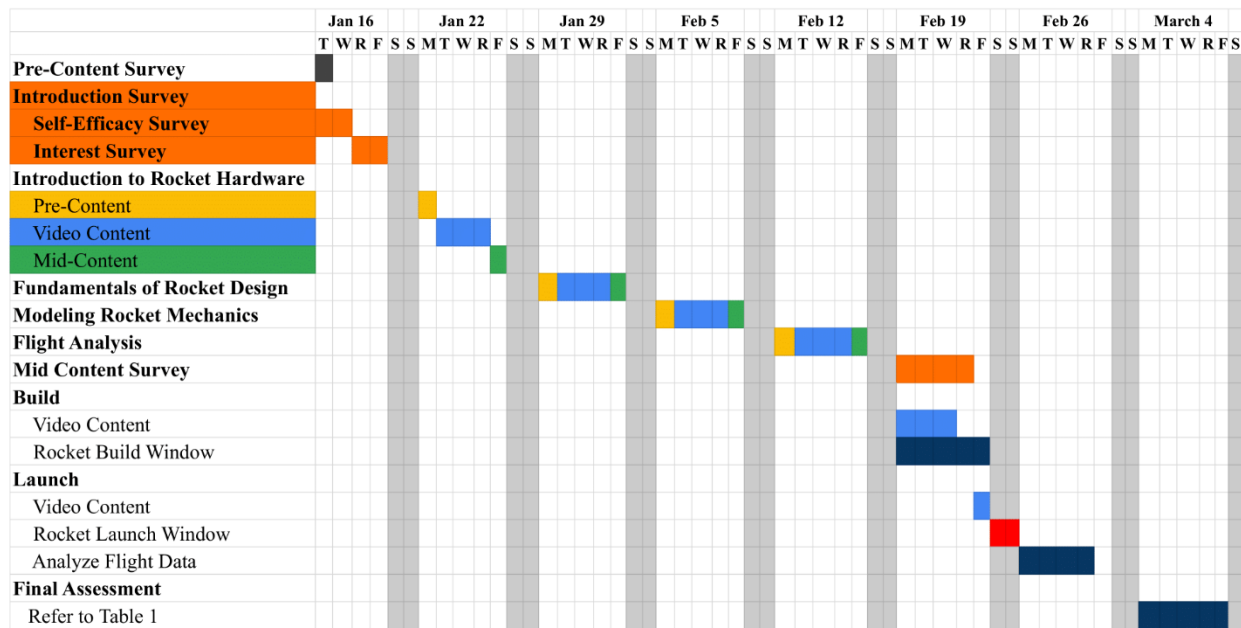 Jan 16 Jan 22 Jan 29 Feb 5 Feb 12 Feb 19 Feb 26 March 4
T W R F S S M T W R F S S M T W R F S S M T W R F S S M T W R F S S M T W R F S S M T W R F S S M T W R F S
Pre-Content Survey
Introduction Survey
Self-Efficacy Survey
Interest Survey
Introduction to Rocket Hardware
Pre-Content
Video Content
Mid-Content
Fundamentals of Rocket Design
Modeling Rocket Mechanics
Flight Analysis
Mid Content Survey
Build
Video Content
Rocket Build Window
Launch
Video Content
Rocket Launch Window
Analyze Flight Data
Final Assessment
Refer to Table 1